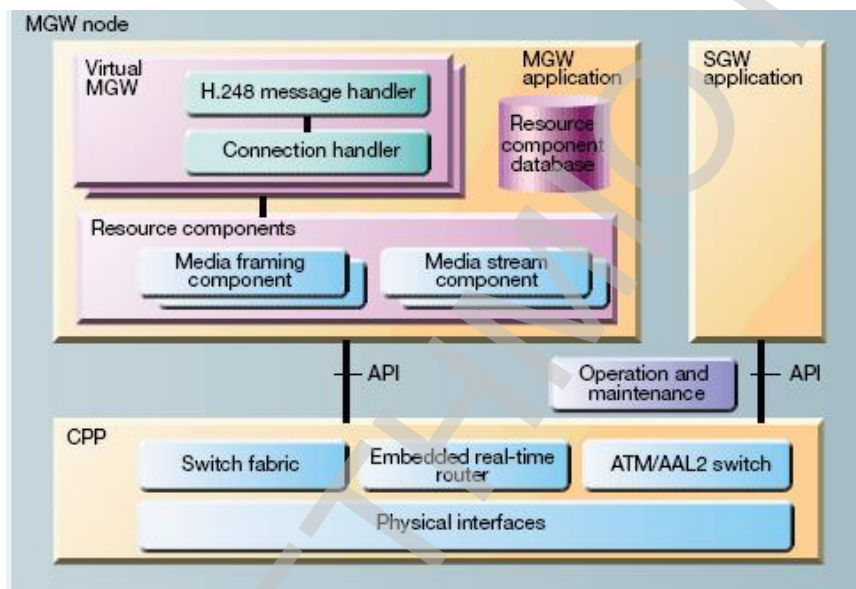 MGW node
Virtual
MGW
H.248 message handler
Connection handler
MGW
application
Resource
component
database
SGW
application
Resource components
Media framing
component
Media stream
component
API
Operation and
maintenance
API
CPP
Switch fabric
Embedded real-time
router
ATM/AAL2 switch
Physical interfaces